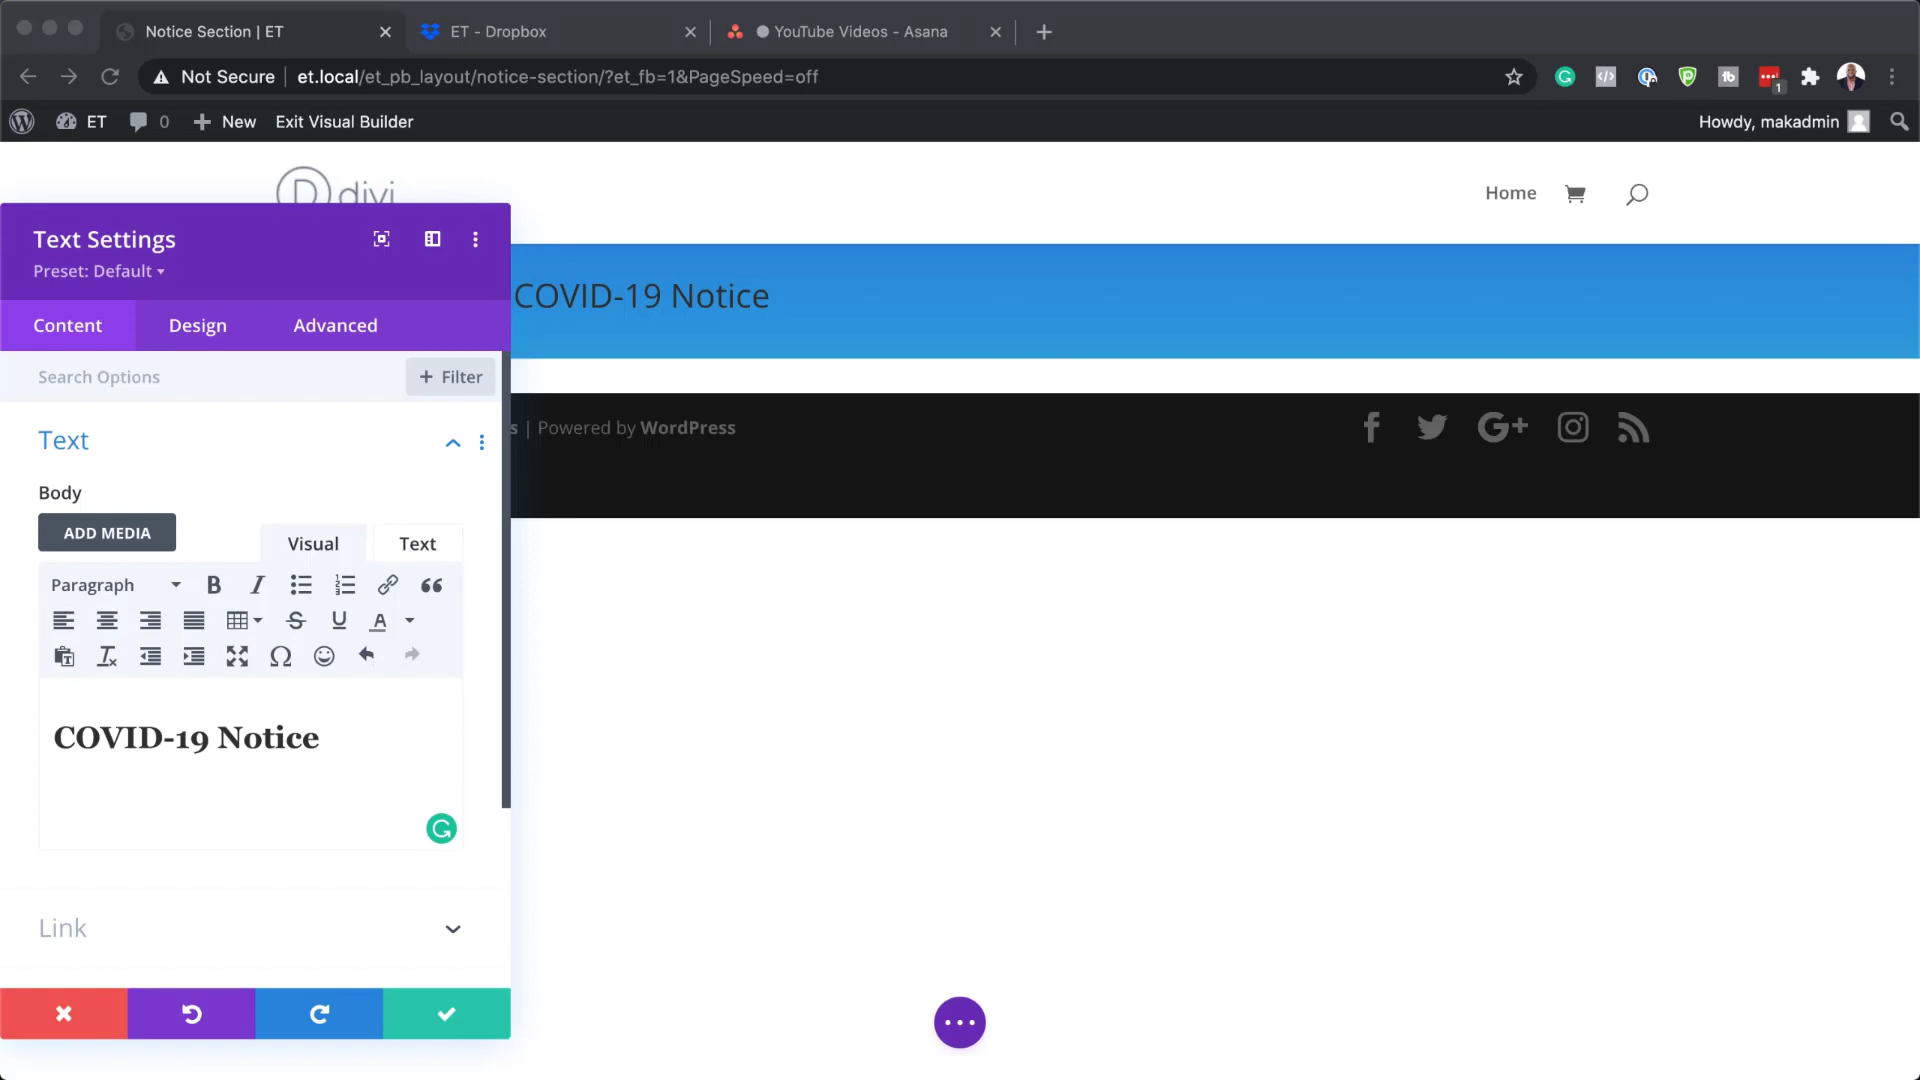 Notice Section | ET
ET - Dropbox
YouTube Videos - Asana
Not Secure
et.local/et_pb_layout/notice-section/?et_fb=1&PageSpeed=off
1
ET
0
New
Exit Visual Builder
Howdy, makadmin
divi
Home
Text Settings
Preset: Default
COVID-19 Notice
Content
Design
Advanced
Search Options
+ Filter
s | Powered by WordPress
Text
Body
ADD MEDIA
Visual
Text
Paragraph
COVID-19 Notice
Link